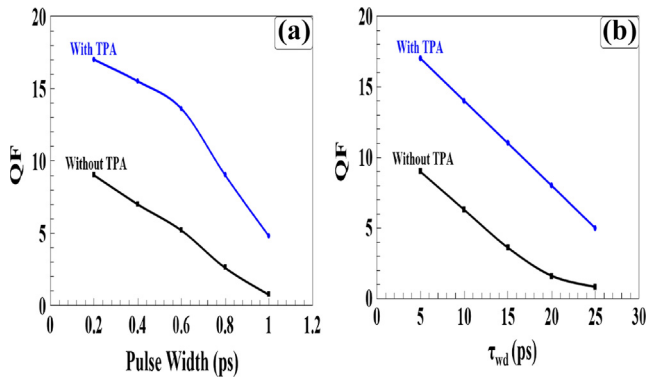 20
(a)
With TPA
15
QF
10
Without TPA
5
0
0 0.2 0.4 0.6 0.8 1 1.2
Pulse Width (ps)
20
(b)
With TPA
15
QF
10
Without TPA
5
0
0 5 10 15 20 25 30
τwd (ps)